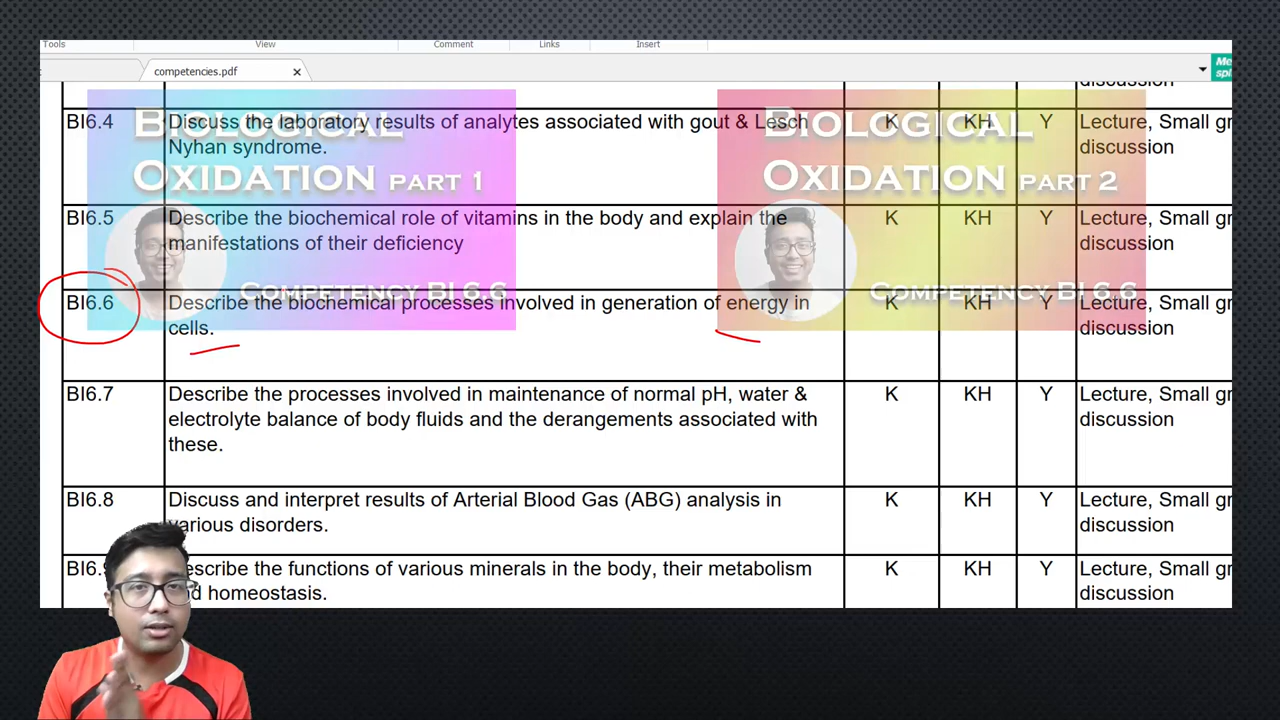 Tools View Comment Links Insert
competencies.pdf
discussion
BI6.4 Discuss the laboratory results of analytes associated with gout & Lesch K KH Y Lecture, Small gr
Nyhan syndrome. discussion
BI6.5 Describe the biochemical role of vitamins in the body and explain the K KH Y Lecture, Small gr
manifestations of their deficiency discussion
BI6.6 Describe the biochemical processes involved in generation of energy in K KH Y Lecture, Small gr
cells. discussion
BI6.7 Describe the processes involved in maintenance of normal pH, water & K KH Y Lecture, Small gr
electrolyte balance of body fluids and the derangements associated with discussion
these.
BI6.8 Discuss and interpret results of Arterial Blood Gas (ABG) analysis in K KH Y Lecture, Small gr
various disorders. discussion
BI6.9 Describe the functions of various minerals in the body, their metabolism K KH Y Lecture, Small gr
and homeostasis. discussion
Biological
Oxidation part 1
Competency BI 6.6
Biological
Oxidation part 2
Competency BI 6.6
Me
spl